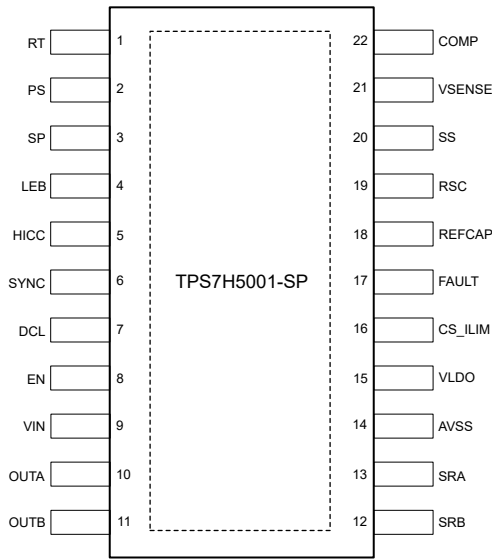 RT 1 22 COMP
PS 2 21 VSENSE
SP 3 20 SS
LEB 4 19 RSC
HICC 5 18 REFCAP
SYNC 6 TPS7H5001-SP 17 FAULT
DCL 7 16 CS_ILIM
EN 8 15 VLDO
VIN 9 14 AVSS
OUTA 10 13 SRA
OUTB 11 12 SRB